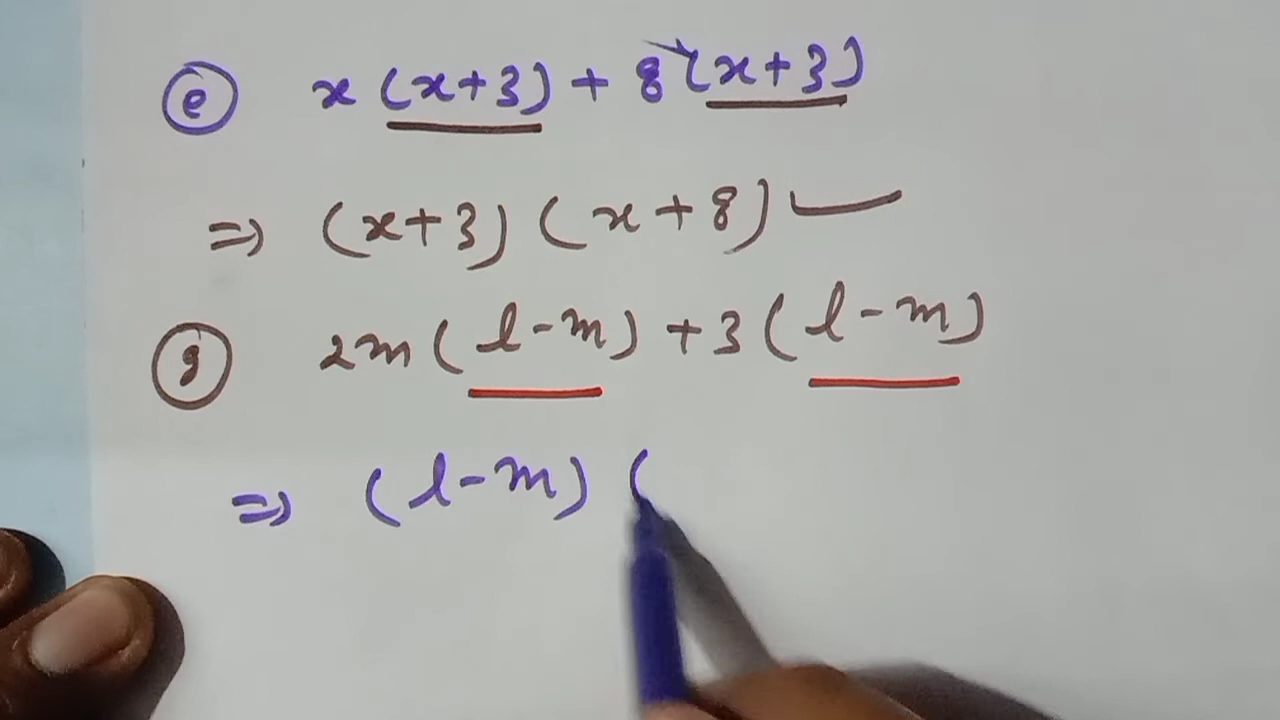 e x(x+3)+8(x+3)
⇒ (x+3)(x+8)
g 2m(l-m)+3(l-m)
⇒ (l-m)(